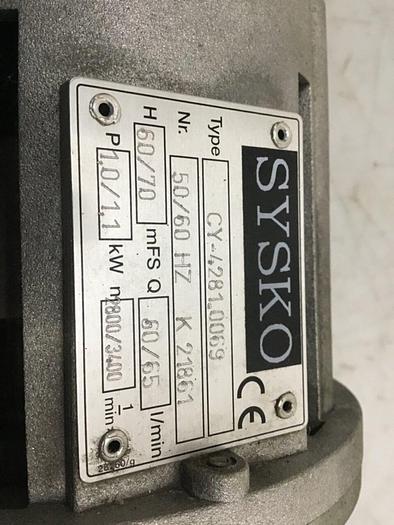 SYSKO
CE
Type CY-4281.0069
Nr. 50/60 HZ K 21861
H 60/70 mFS Q 60/65 l/min
P 1,0/1,1 kW n 2800/3400 1/min